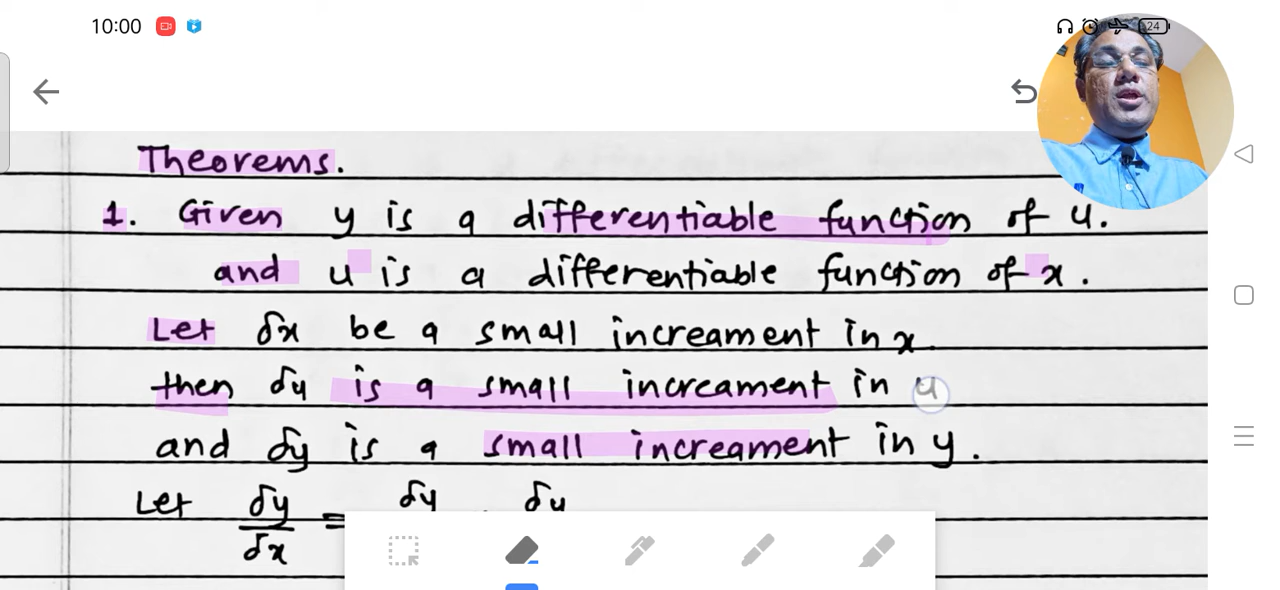 10:00 24
Theorems.
1. Given y is a differentiable function of u.
and u is a differentiable function of x.
Let δx be a small increament in x.
then δu is a small increament in u
and δy is a small increament in y.
Let δy/δx = δy . δu